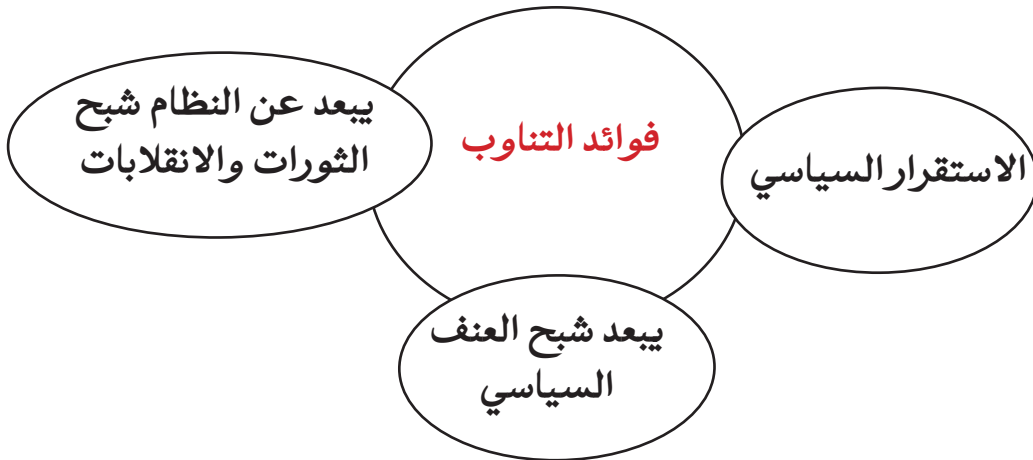 فوائد التناوب
الاستقرار السياسي
يبعد عن النظام شبح
الثورات والانقلابات
يبعد شبح العنف
السياسي